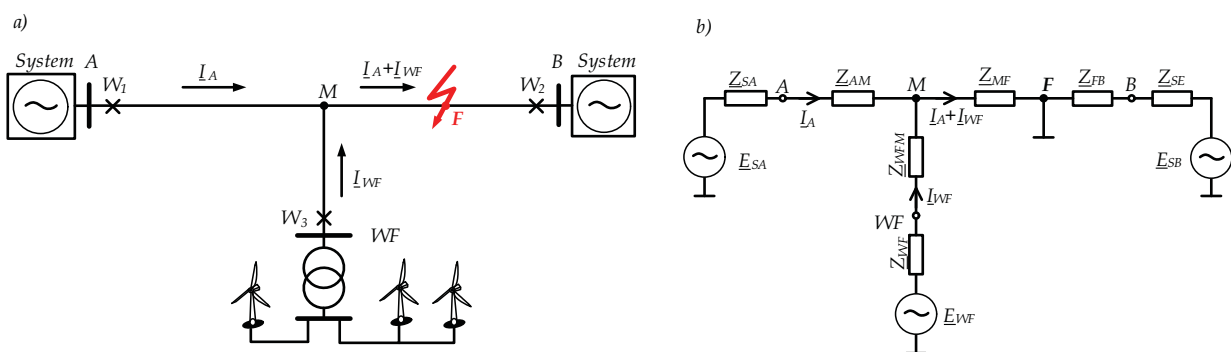 a)
System A
B System
W1
I_A
M
I_A+I_WF
W2
F
I_WF
W3
WF
b)
Z_SA
A
Z_AM
M
Z_MF
F
Z_FB
B
Z_SE
I_A
I_A+I_WF
E_SA
Z_WFM
E_SB
I_WF
WF
Z_WF
E_WF